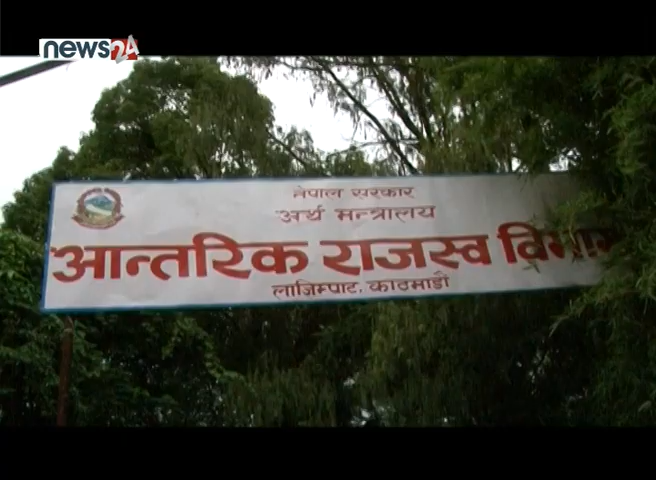 news24
नेपाल सरकार
अर्थ मन्त्रालय
आन्तरिक राजस्व विभाग
लाजिम्पाट, काठमाडौं